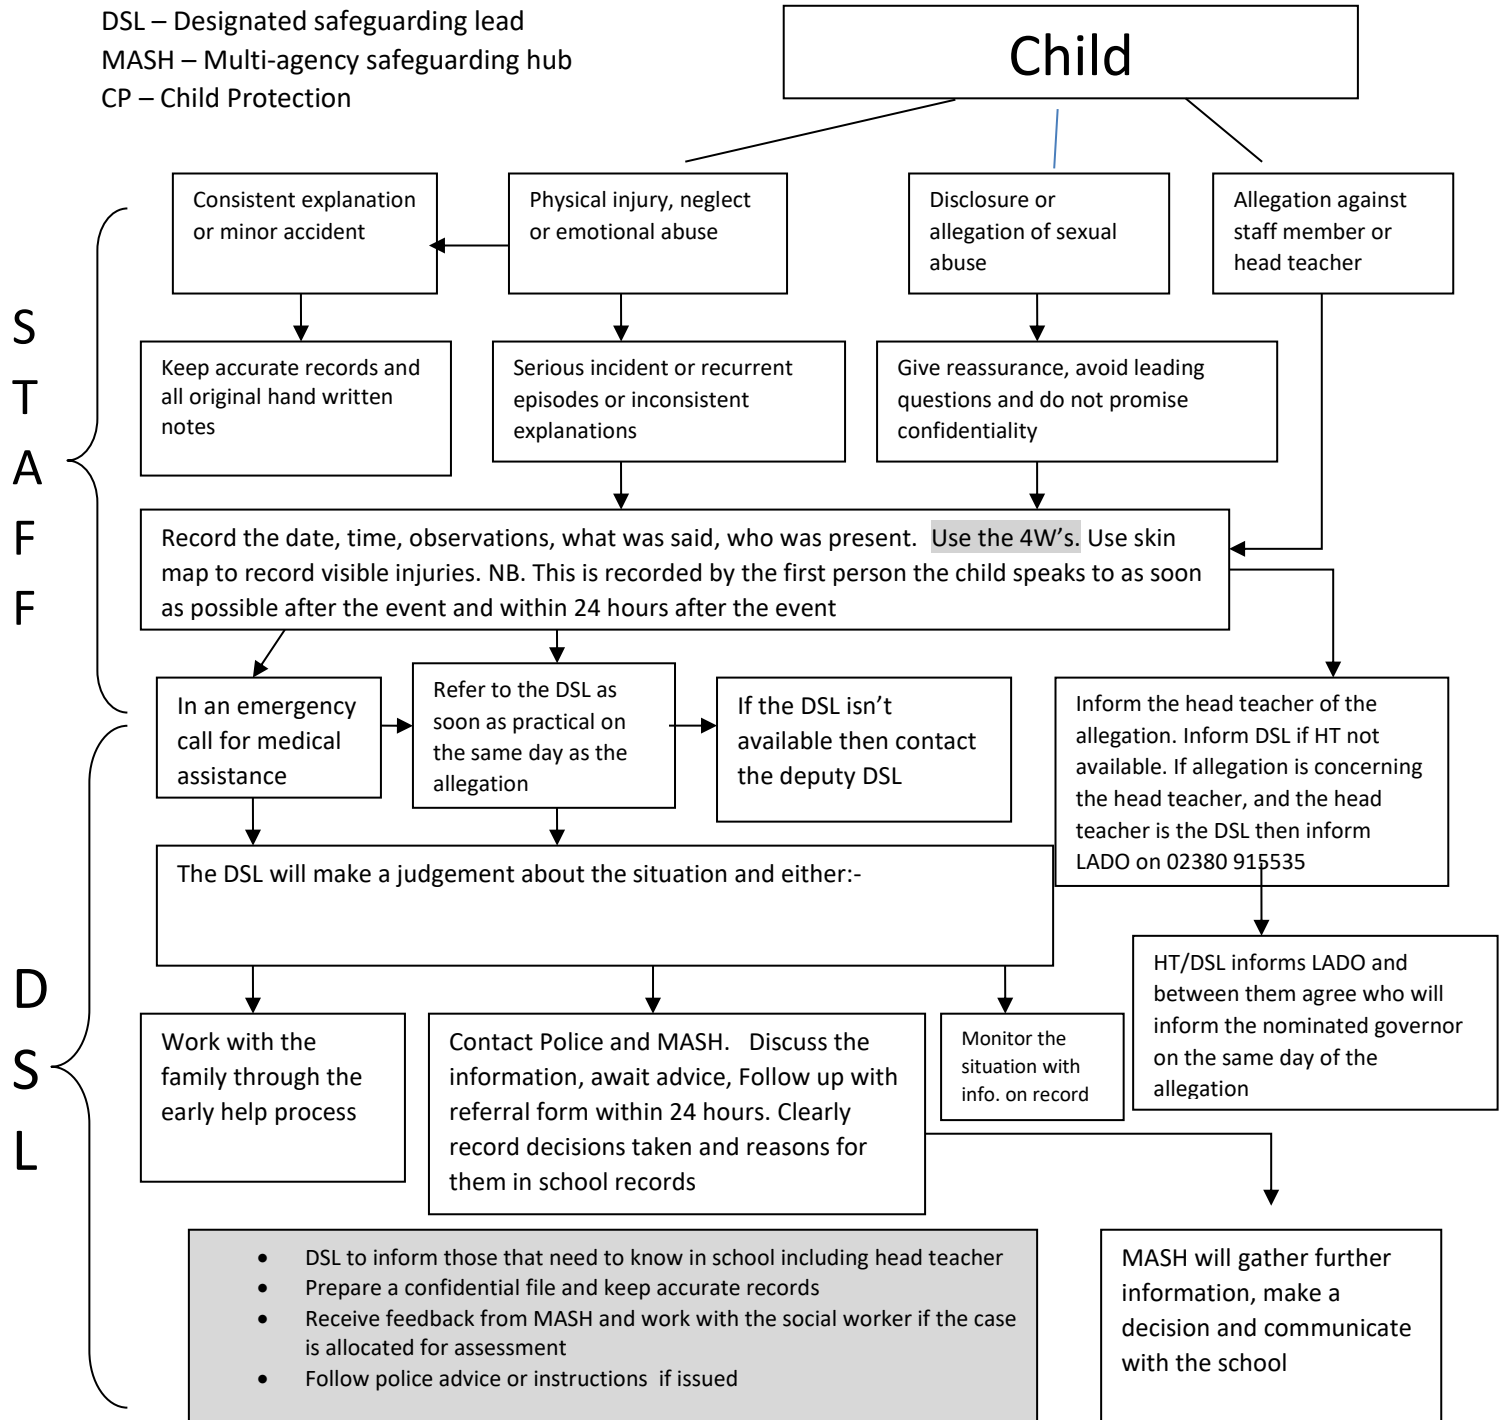 DSL – Designated safeguarding lead
MASH – Multi-agency safeguarding hub
CP – Child Protection
Child
Consistent explanation
or minor accident
Physical injury, neglect
or emotional abuse
Disclosure or
allegation of sexual
abuse
Allegation against
staff member or
head teacher
S
T
A
F
F
Keep accurate records and
all original hand written
notes
Serious incident or recurrent
episodes or inconsistent
explanations
Give reassurance, avoid leading
questions and do not promise
confidentiality
Record the date, time, observations, what was said, who was present.  Use the 4W’s. Use skin
map to record visible injuries. NB. This is recorded by the first person the child speaks to as soon
as possible after the event and within 24 hours after the event
In an emergency
call for medical
assistance
Refer to the DSL as
soon as practical on
the same day as the
allegation
If the DSL isn’t
available then contact
the deputy DSL
Inform the head teacher of the
allegation. Inform DSL if HT not
available. If allegation is concerning
the head teacher, and the head
teacher is the DSL then inform
LADO on 02380 915535
D
S
L
The DSL will make a judgement about the situation and either:-
HT/DSL informs LADO and
between them agree who will
inform the nominated governor
on the same day of the
allegation
Work with the
family through the
early help process
Contact Police and MASH.   Discuss the
information, await advice, Follow up with
referral form within 24 hours. Clearly
record decisions taken and reasons for
them in school records
Monitor the
situation with
info. on record
• DSL to inform those that need to know in school including head teacher
• Prepare a confidential file and keep accurate records
• Receive feedback from MASH and work with the social worker if the case
is allocated for assessment
• Follow police advice or instructions  if issued
MASH will gather further
information, make a
decision and communicate
with the school